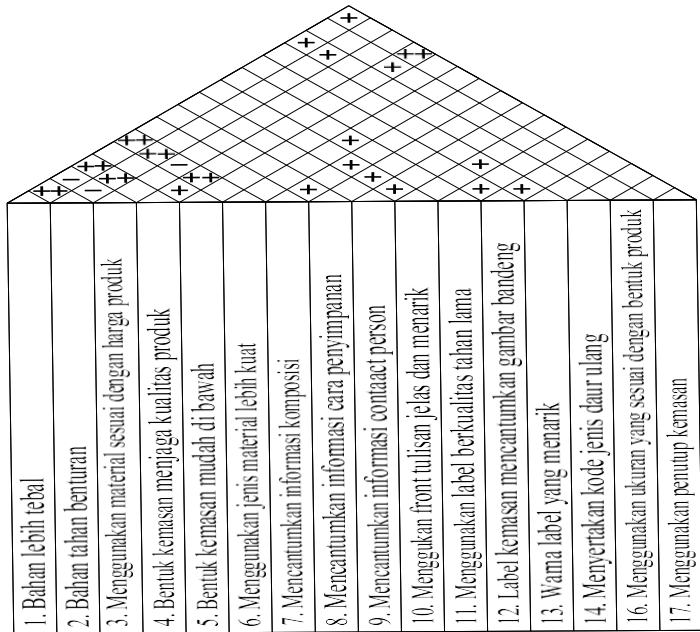 1. Bahan lebih tebal
2. Bahan tahan benturan
3. Menggunakan material sesuai dengan harga produk
4. Bentuk kemasan menjaga kualitas produk
5. Bentuk kemasan mudah di bawah
6. Menggunakan jenis material lebih kuat
7. Mencantumkan informasi komposisi
8. Mencantumkan informasi cara penyimpanan
9. Mencantumkan informasi contaact person
10. Menggukan front tulisan jelas dan menarik
11. Menggunakan label berkualitas tahan lama
12. Label kemasan mencantumkan gambar bandeng
13. Warna label yang menarik
14. Menyertakan kode jenis daur ulang
16. Menggunakan ukuran yang sesuai dengan bentuk produk
17. Menggunakan penutup kemasan